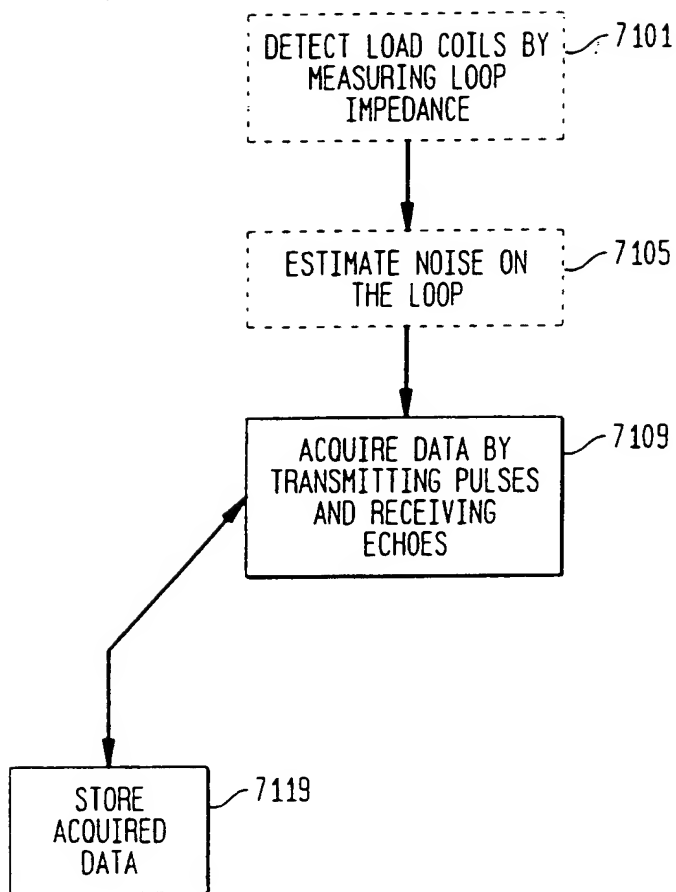 DETECT LOAD COILS BY
MEASURING LOOP
IMPEDANCE
7101
ESTIMATE NOISE ON
THE LOOP
7105
ACQUIRE DATA BY
TRANSMITTING PULSES
AND RECEIVING
ECHOES
7109
STORE
ACQUIRED
DATA
7119